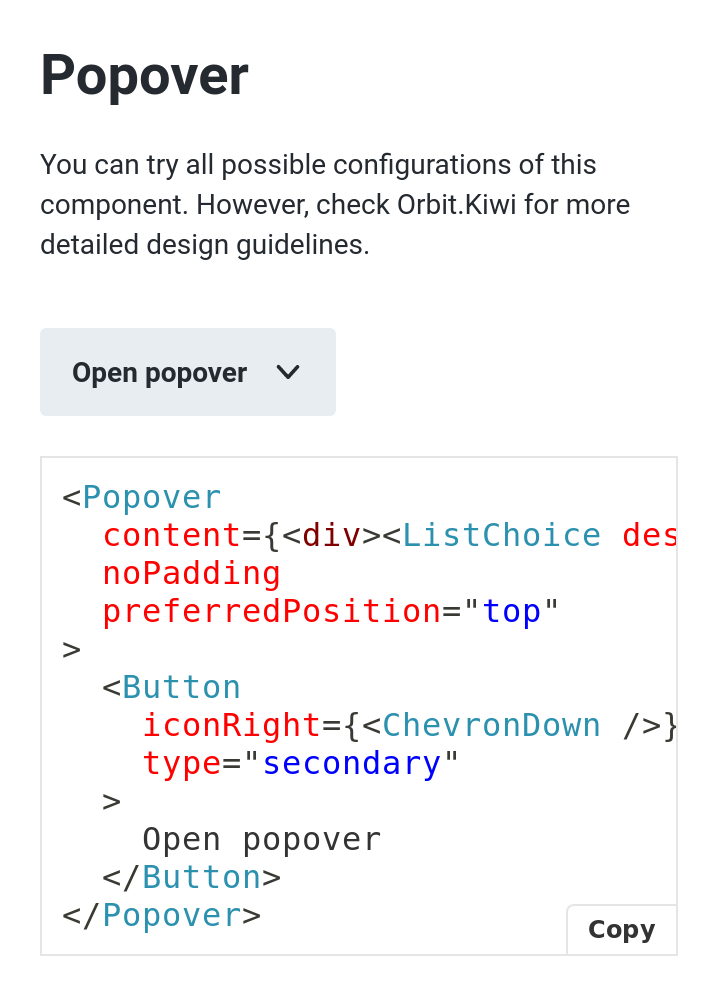 Popover
You can try all possible configurations of this
component. However, check Orbit.Kiwi for more
detailed design guidelines.
Open popover
<Popover
  content={<div><ListChoice des
  noPadding
  preferredPosition="top"
>
  <Button
    iconRight={<ChevronDown />}
    type="secondary"
  >
    Open popover
  </Button>
</Popover>
Copy